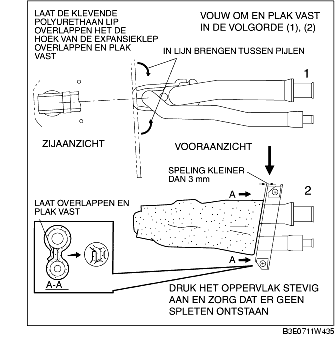 LAAT DE KLEVENDE
POLYURETHAAN LIP
OVERLAPPEN HET DE
HOEK VAN DE EXPANSIEKLEP
OVERLAPPEN EN PLAK
VAST
VOUW OM EN PLAK VAST
IN DE VOLGORDE (1), (2)
IN LIJN BRENGEN TUSSEN PIJLEN
1
ZIJAANZICHT
VOORAANZICHT
SPELING KLEINER
DAN 3 mm
A
2
LAAT OVERLAPPEN EN
PLAK VAST
A
A-A
DRUK HET OPPERVLAK STEVIG
AAN EN ZORG DAT ER GEEN
SPLETEN ONTSTAAN
B3E0711W435